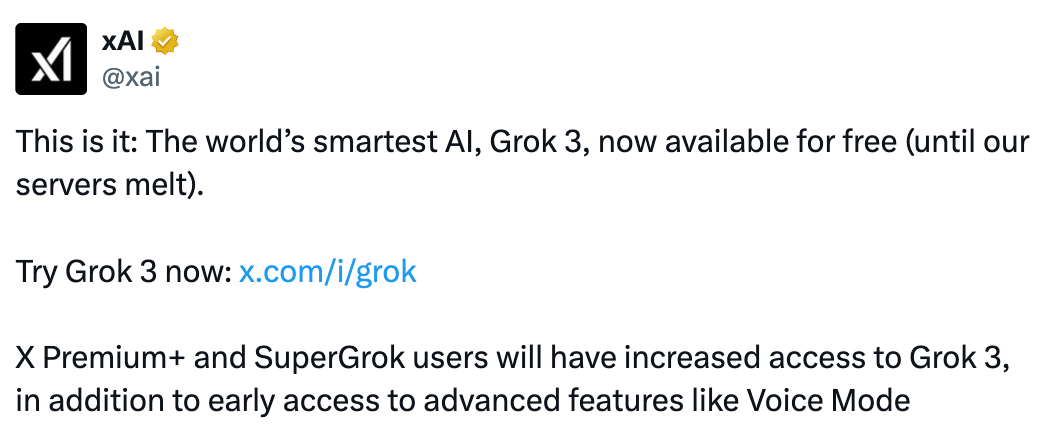 xAI
@xai
This is it: The world’s smartest AI, Grok 3, now available for free (until our
servers melt).
Try Grok 3 now: x.com/i/grok
X Premium+ and SuperGrok users will have increased access to Grok 3,
in addition to early access to advanced features like Voice Mode